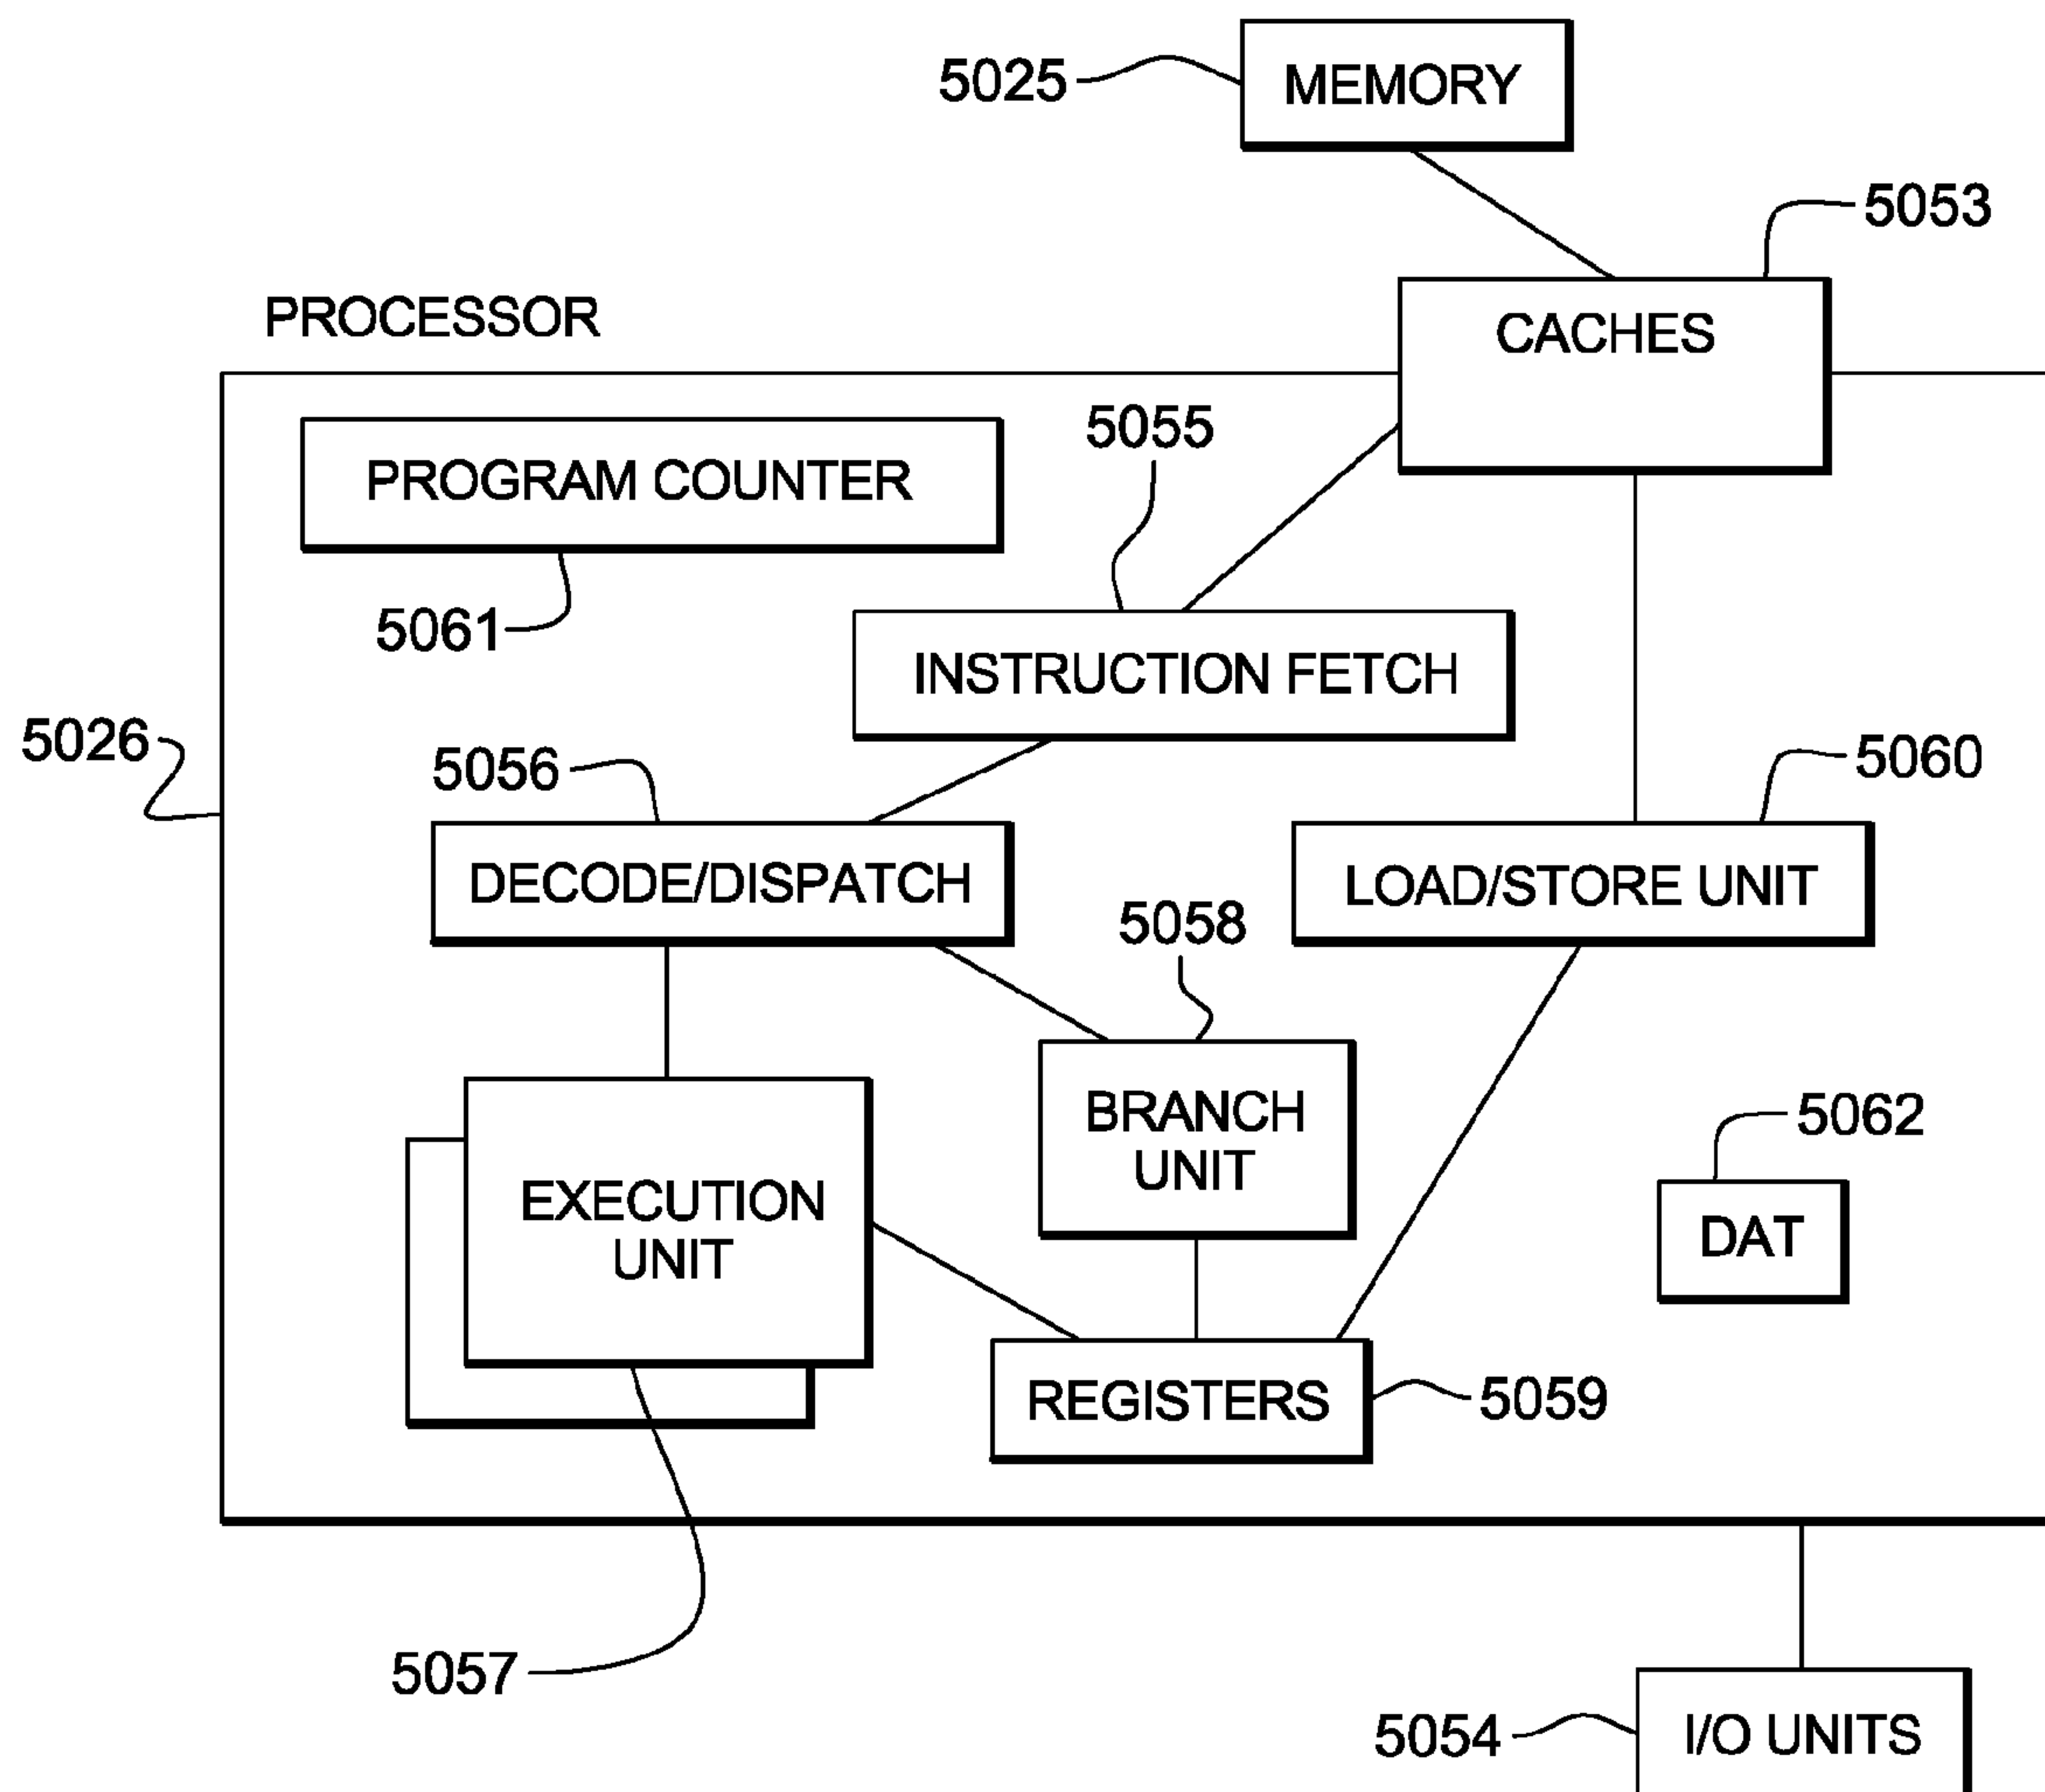 5025
MEMORY
5053
PROCESSOR
CACHES
5055
PROGRAM COUNTER
5061
INSTRUCTION FETCH
5026
5056
5060
DECODE/DISPATCH
LOAD/STORE UNIT
5058
BRANCH
UNIT
5062
EXECUTION
UNIT
DAT
REGISTERS
5059
5057
5054
I/O UNITS